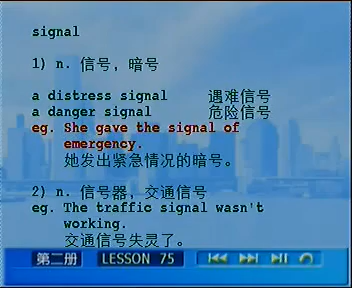 signal
1) n. 信号，暗号
a distress signal 遇难信号
a danger signal 危险信号
eg. She gave the signal of
emergency.
她发出紧急情况的暗号。
2) n. 信号器，交通信号
eg. The traffic signal wasn't
working.
交通信号失灵了。
第二册 LESSON 75